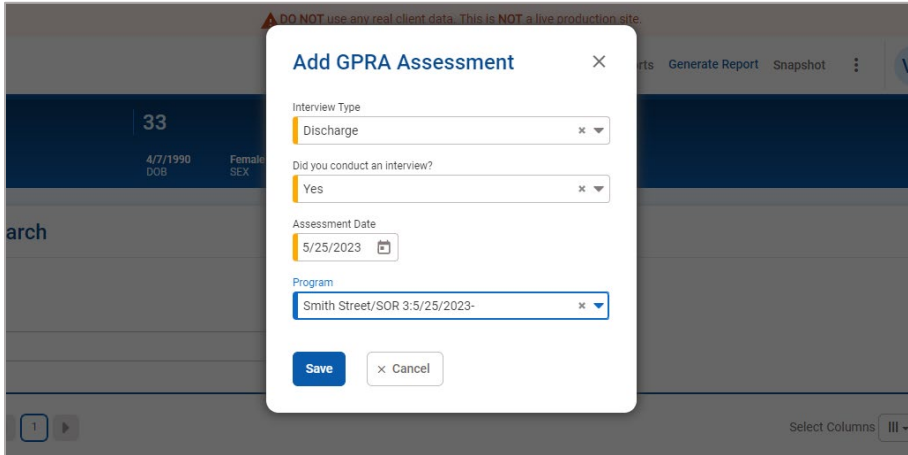 DO NOT use any real client data. This is NOT a live production site.
Add GPRA Assessment
Generate Report Snapshot
33
Interview Type
Discharge
4/7/1990 Female
DOB SEX
Did you conduct an interview?
Yes
arch
Assessment Date
5/25/2023
Program
Smith Street/SOR 3:5/25/2023-
Save
Cancel
1
Select Columns